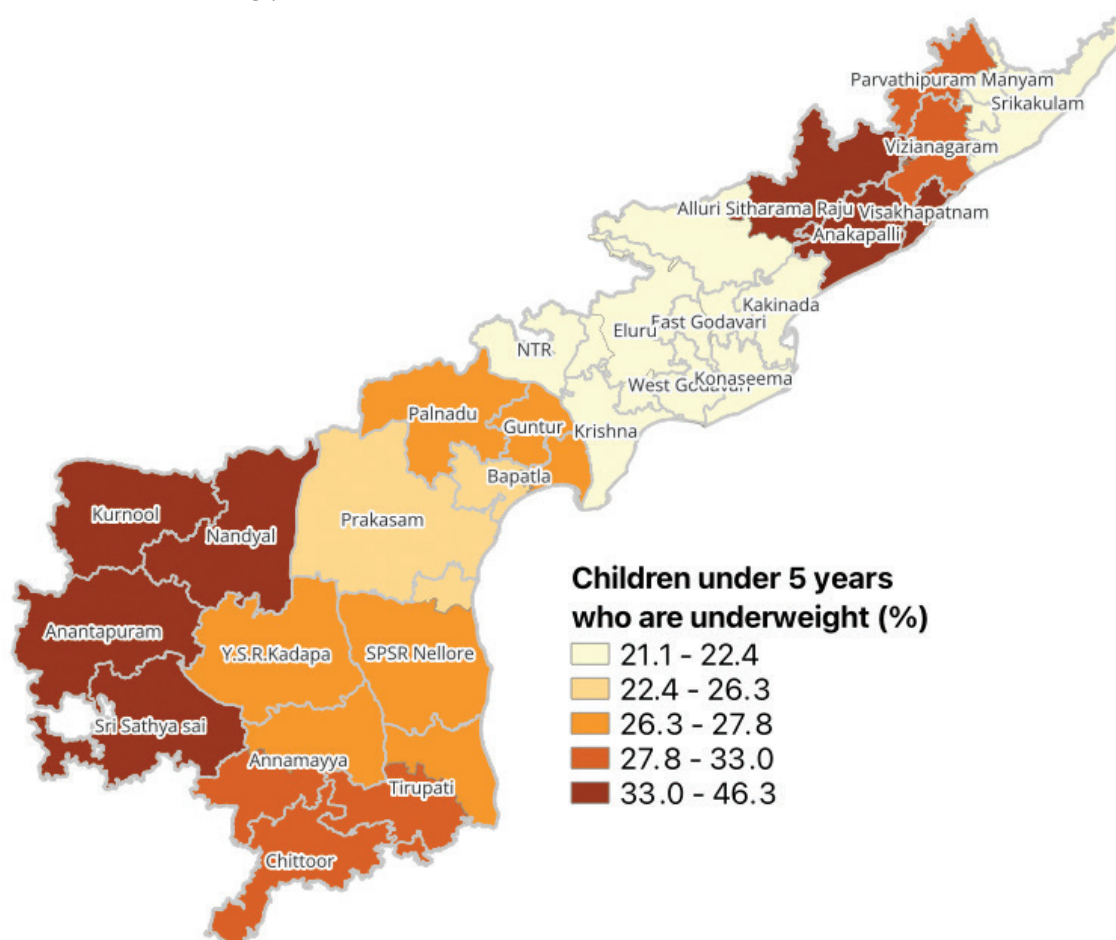 Parvathipuram Manyam
Srikakulam
Vizianagaram
Alluri Sitharama Raju
Visakhapatnam
Anakapalli
Kakinada
East Godavari
Eluru
NTR
West Godavari
Konaseema
Palnadu
Guntur
Krishna
Bapatla
Kurnool
Nandyal
Prakasam
Anantapuram
Y.S.R.Kadapa
SPSR Nellore
Sri Sathya sai
Annamayya
Tirupati
Chittoor
Children under 5 years
who are underweight (%)
21.1 - 22.4
22.4 - 26.3
26.3 - 27.8
27.8 - 33.0
33.0 - 46.3